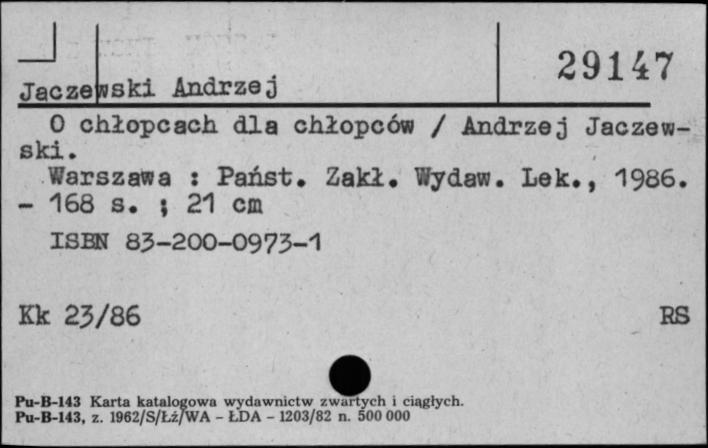 29147
Jaczewski Andrzej
O chłopcach dla chłopców / Andrzej Jaczew-
ski.
Warszawa : Państ. Zakł. Wydaw. Lek., 1986.
- 168 s. ; 21 cm
ISBN 83-200-0973-1
Kk 23/86 RS
Pu-B-143 Karta katalogowa wydawnictw zwartych i ciągłych.
Pu-B-143, z. 1962/S/Łź/WA - ŁDA - 1203/82 n. 500 000